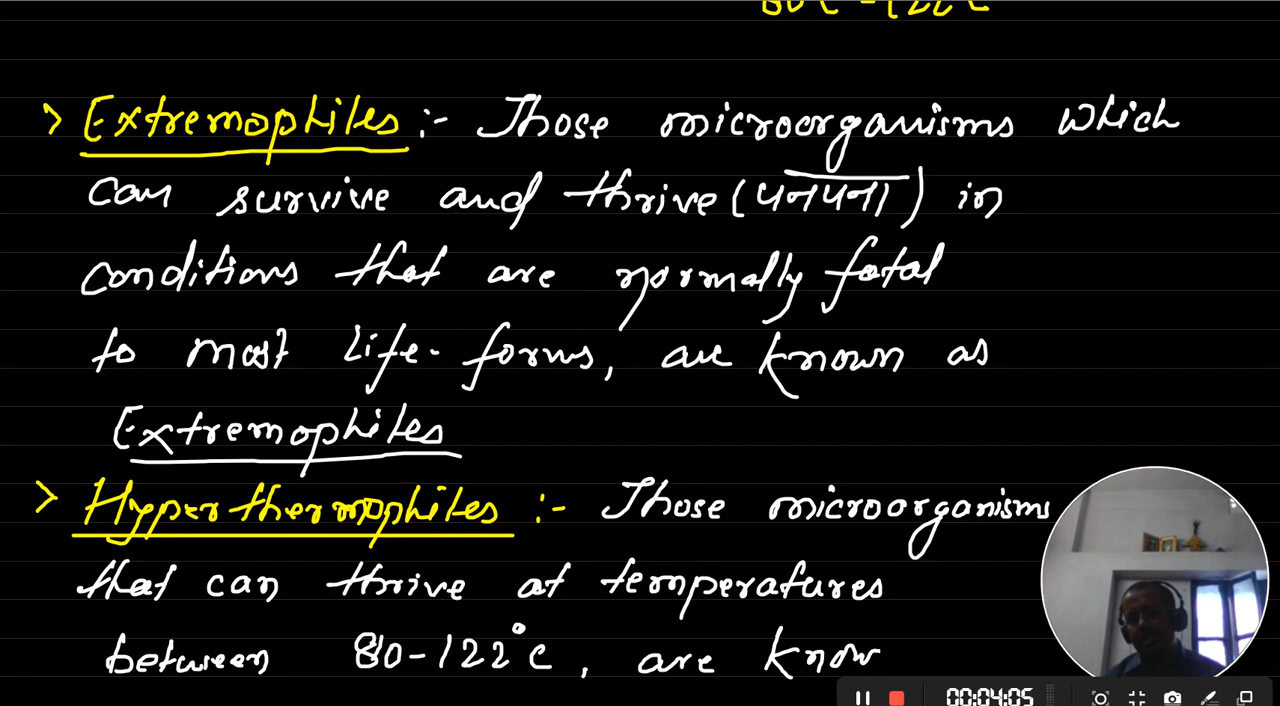 80°C - 122°C
> Extremophiles :- Those microorganisms which
can survive and thrive (पनपना) in
conditions that are normally fatal
to most life-forms, are known as
Extremophiles
> Hyperthermophiles :- Those microorganisms
that can thrive at temperatures
between 80-122°C, are know
00:04:05